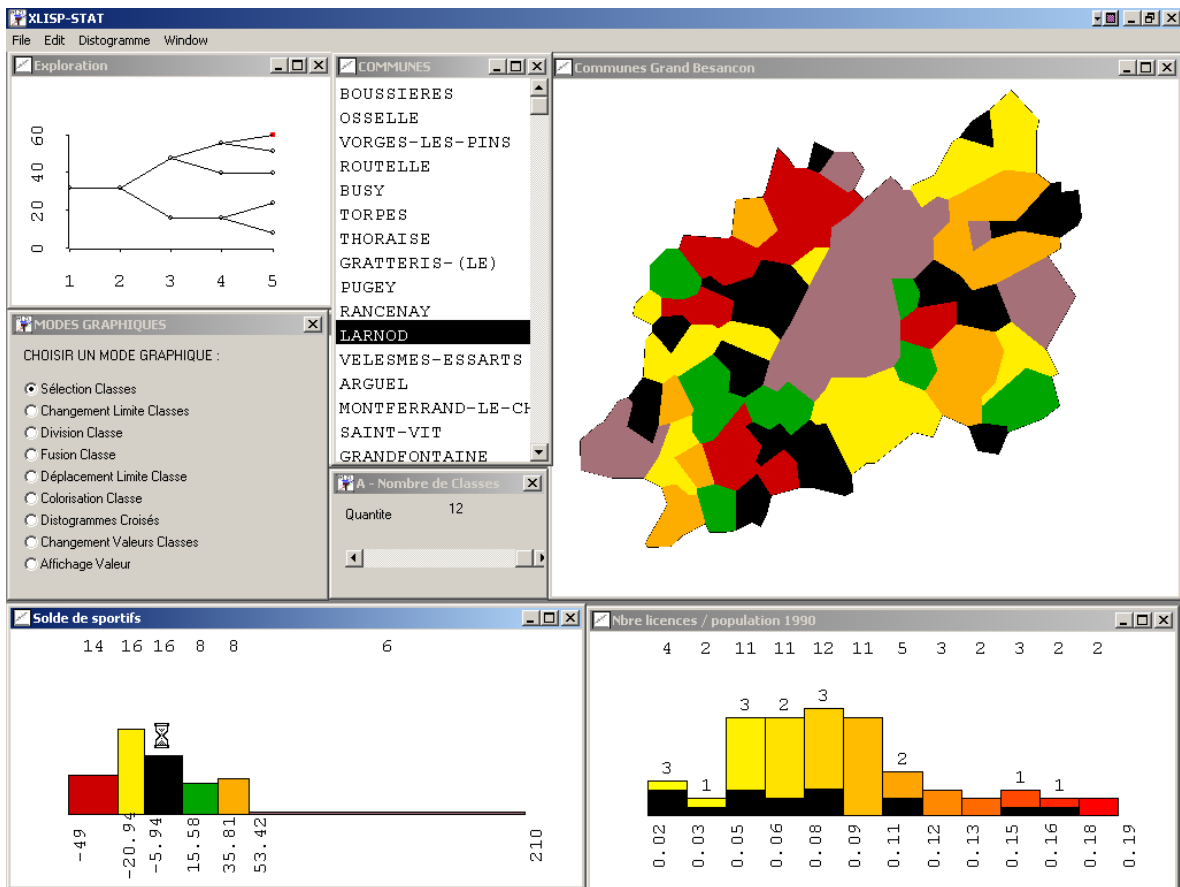 XLISP-STAT
File Edit Distogramme Window
Exploration
60
40
20
0
1 2 3 4 5
COMMUNES
BOUSSIERES
OSSELLE
VORGES-LES-PINS
ROUTELLE
BUSY
TORPES
THORAISE
GRATTERIS-(LE)
PUGEY
RANCENAY
LARNOD
VELESMES-ESSARTS
ARGUEL
MONTFERRAND-LE-CH
SAINT-VIT
GRANDFONTAINE
Communes Grand Besancon
MODES GRAPHIQUES
CHOISIR UN MODE GRAPHIQUE :
Sélection Classes
Changement Limite Classes
Division Classe
Fusion Classe
Déplacement Limite Classe
Colorisation Classe
Distogrammes Croisés
Changement Valeurs Classes
Affichage Valeur
A - Nombre de Classes
Quantite 12
Solde de sportifs
14 16 16 8 8 6
-49 -20.94 -5.94 15.58 35.81 53.42 210
Nbre licences / population 1990
4 2 11 11 12 11 5 3 2 3 2 2
3 1 3 2 3 2 1 1
0.02 0.03 0.05 0.06 0.08 0.09 0.11 0.12 0.13 0.15 0.16 0.18 0.19